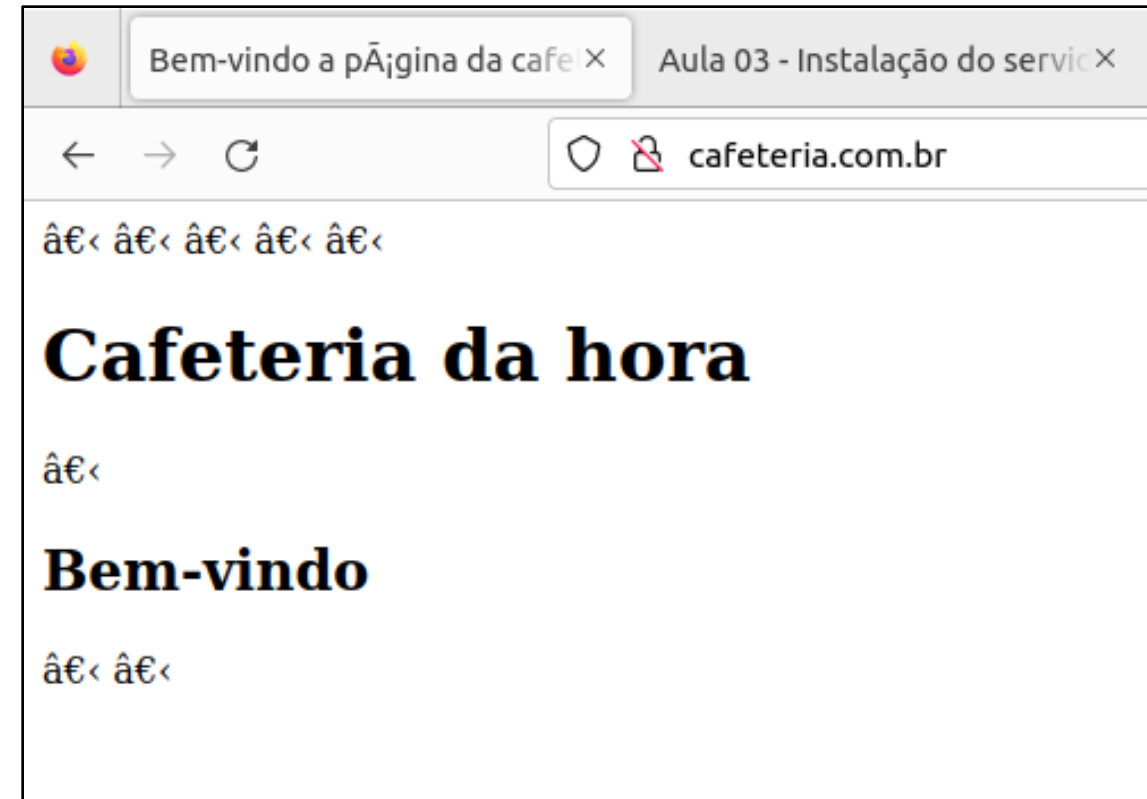 Bem-vindo a pÃ¡gina da cafe
Aula 03 - Instalação do servic
cafeteria.com.br
â€‹ â€‹ â€‹ â€‹ â€‹
Cafeteria da hora
â€‹
Bem-vindo
â€‹ â€‹